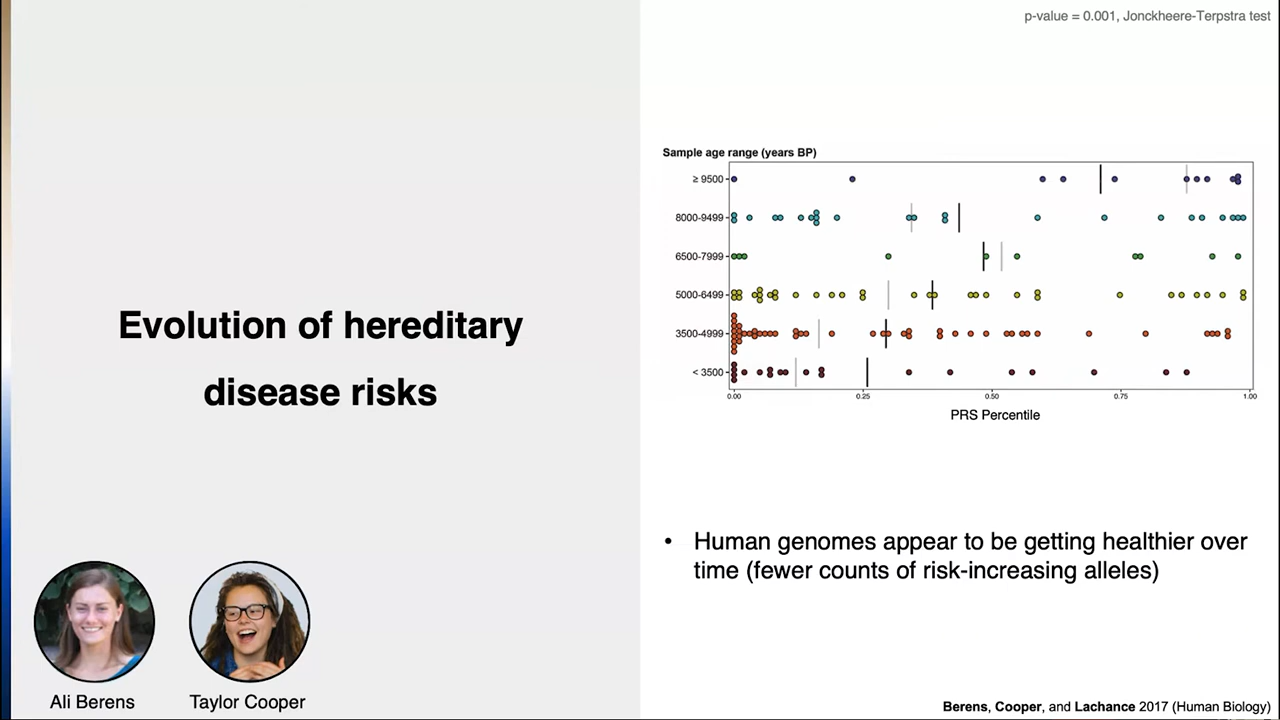 p-value = 0.001, Jonckheere-Terpstra test
Evolution of hereditary
disease risks
Sample age range (years BP)
≥ 9500
8000-9499
6500-7999
5000-6499
3500-4999
< 3500
0.00 0.25 0.50 0.75 1.00
PRS Percentile
• Human genomes appear to be getting healthier over
time (fewer counts of risk-increasing alleles)
Ali Berens
Taylor Cooper
Berens, Cooper, and Lachance 2017 (Human Biology)